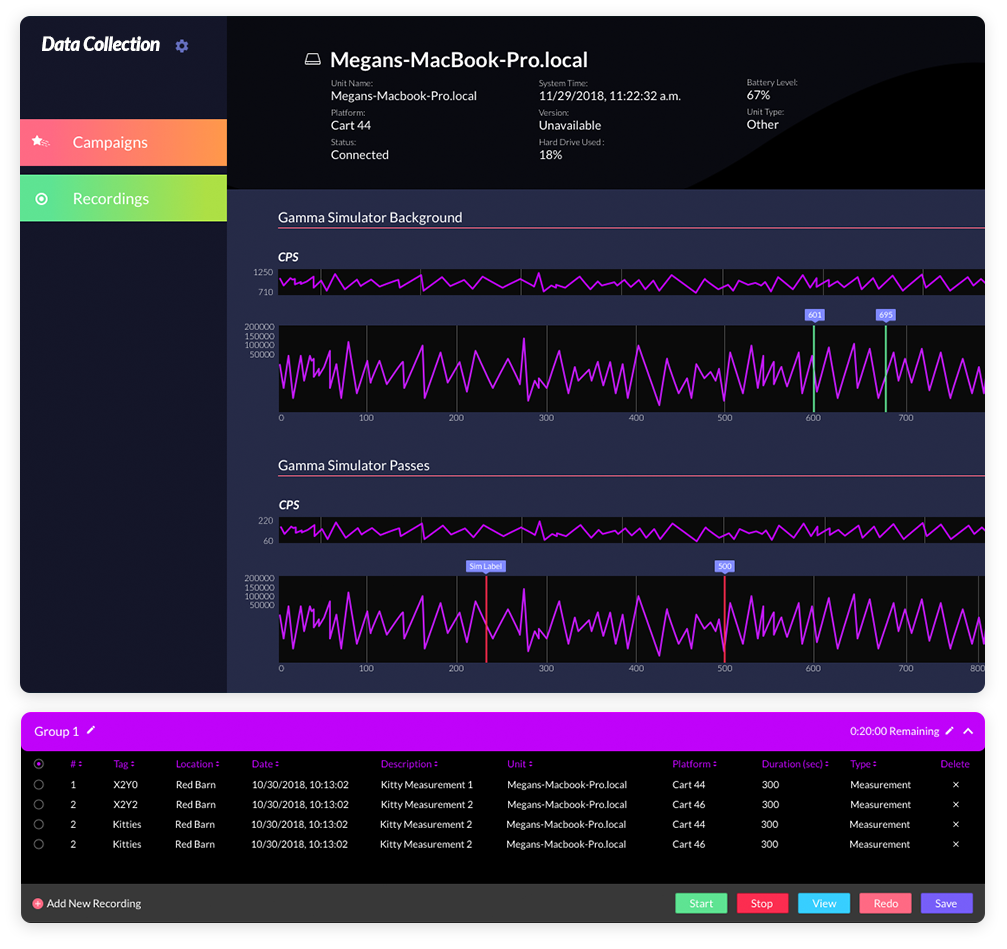 Data Collection
Campaigns
Recordings
Megans-MacBook-Pro.local
Unit Name: System Time: Battery Level:
Megans-Macbook-Pro.local 11/29/2018, 11:22:32 a.m. 67%
Platform: Version: Unit Type:
Cart 44 Unavailable Other
Status: Hard Drive Used :
Connected 18%
Gamma Simulator Background
CPS
1250
710
601 695
200000
150000
100000
50000
0 100 200 300 400 500 600 700
Gamma Simulator Passes
CPS
220
60
Sim Label 500
200000
150000
100000
50000
0 100 200 300 400 500 600 700 800
Group 1 0:20:00 Remaining
# Tag Location Date Description Unit Platform Duration (sec) Type Delete
1 X2Y0 Red Barn 10/30/2018, 10:13:02 Kitty Measurement 1 Megans-Macbook-Pro.local Cart 44 300 Measurement ×
2 X2Y2 Red Barn 10/30/2018, 10:13:02 Kitty Measurement 2 Megans-Macbook-Pro.local Cart 46 300 Measurement ×
2 Kitties Red Barn 10/30/2018, 10:13:02 Kitty Measurement 2 Megans-Macbook-Pro.local Cart 44 300 Measurement ×
2 Kitties Red Barn 10/30/2018, 10:13:02 Kitty Measurement 2 Megans-Macbook-Pro.local Cart 46 300 Measurement ×
Add New Recording Start Stop View Redo Save